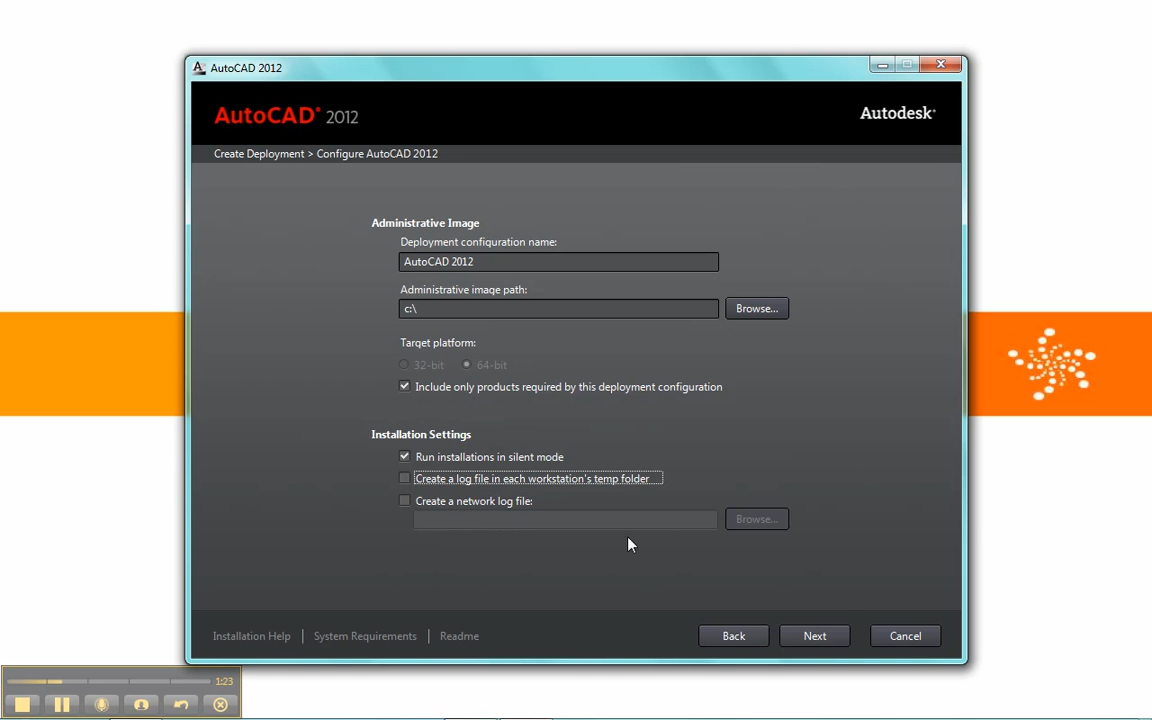 AutoCAD 2012
AutoCAD® 2012
Autodesk®
Create Deployment > Configure AutoCAD 2012
Administrative Image
Deployment configuration name:
AutoCAD 2012
Administrative image path:
c:\
Browse...
Target platform:
32-bit
64-bit
Include only products required by this deployment configuration
Installation Settings
Run installations in silent mode
Create a log file in each workstation's temp folder
Create a network log file:
Browse...
Installation Help | System Requirements | Readme
Back
Next
Cancel
1:23